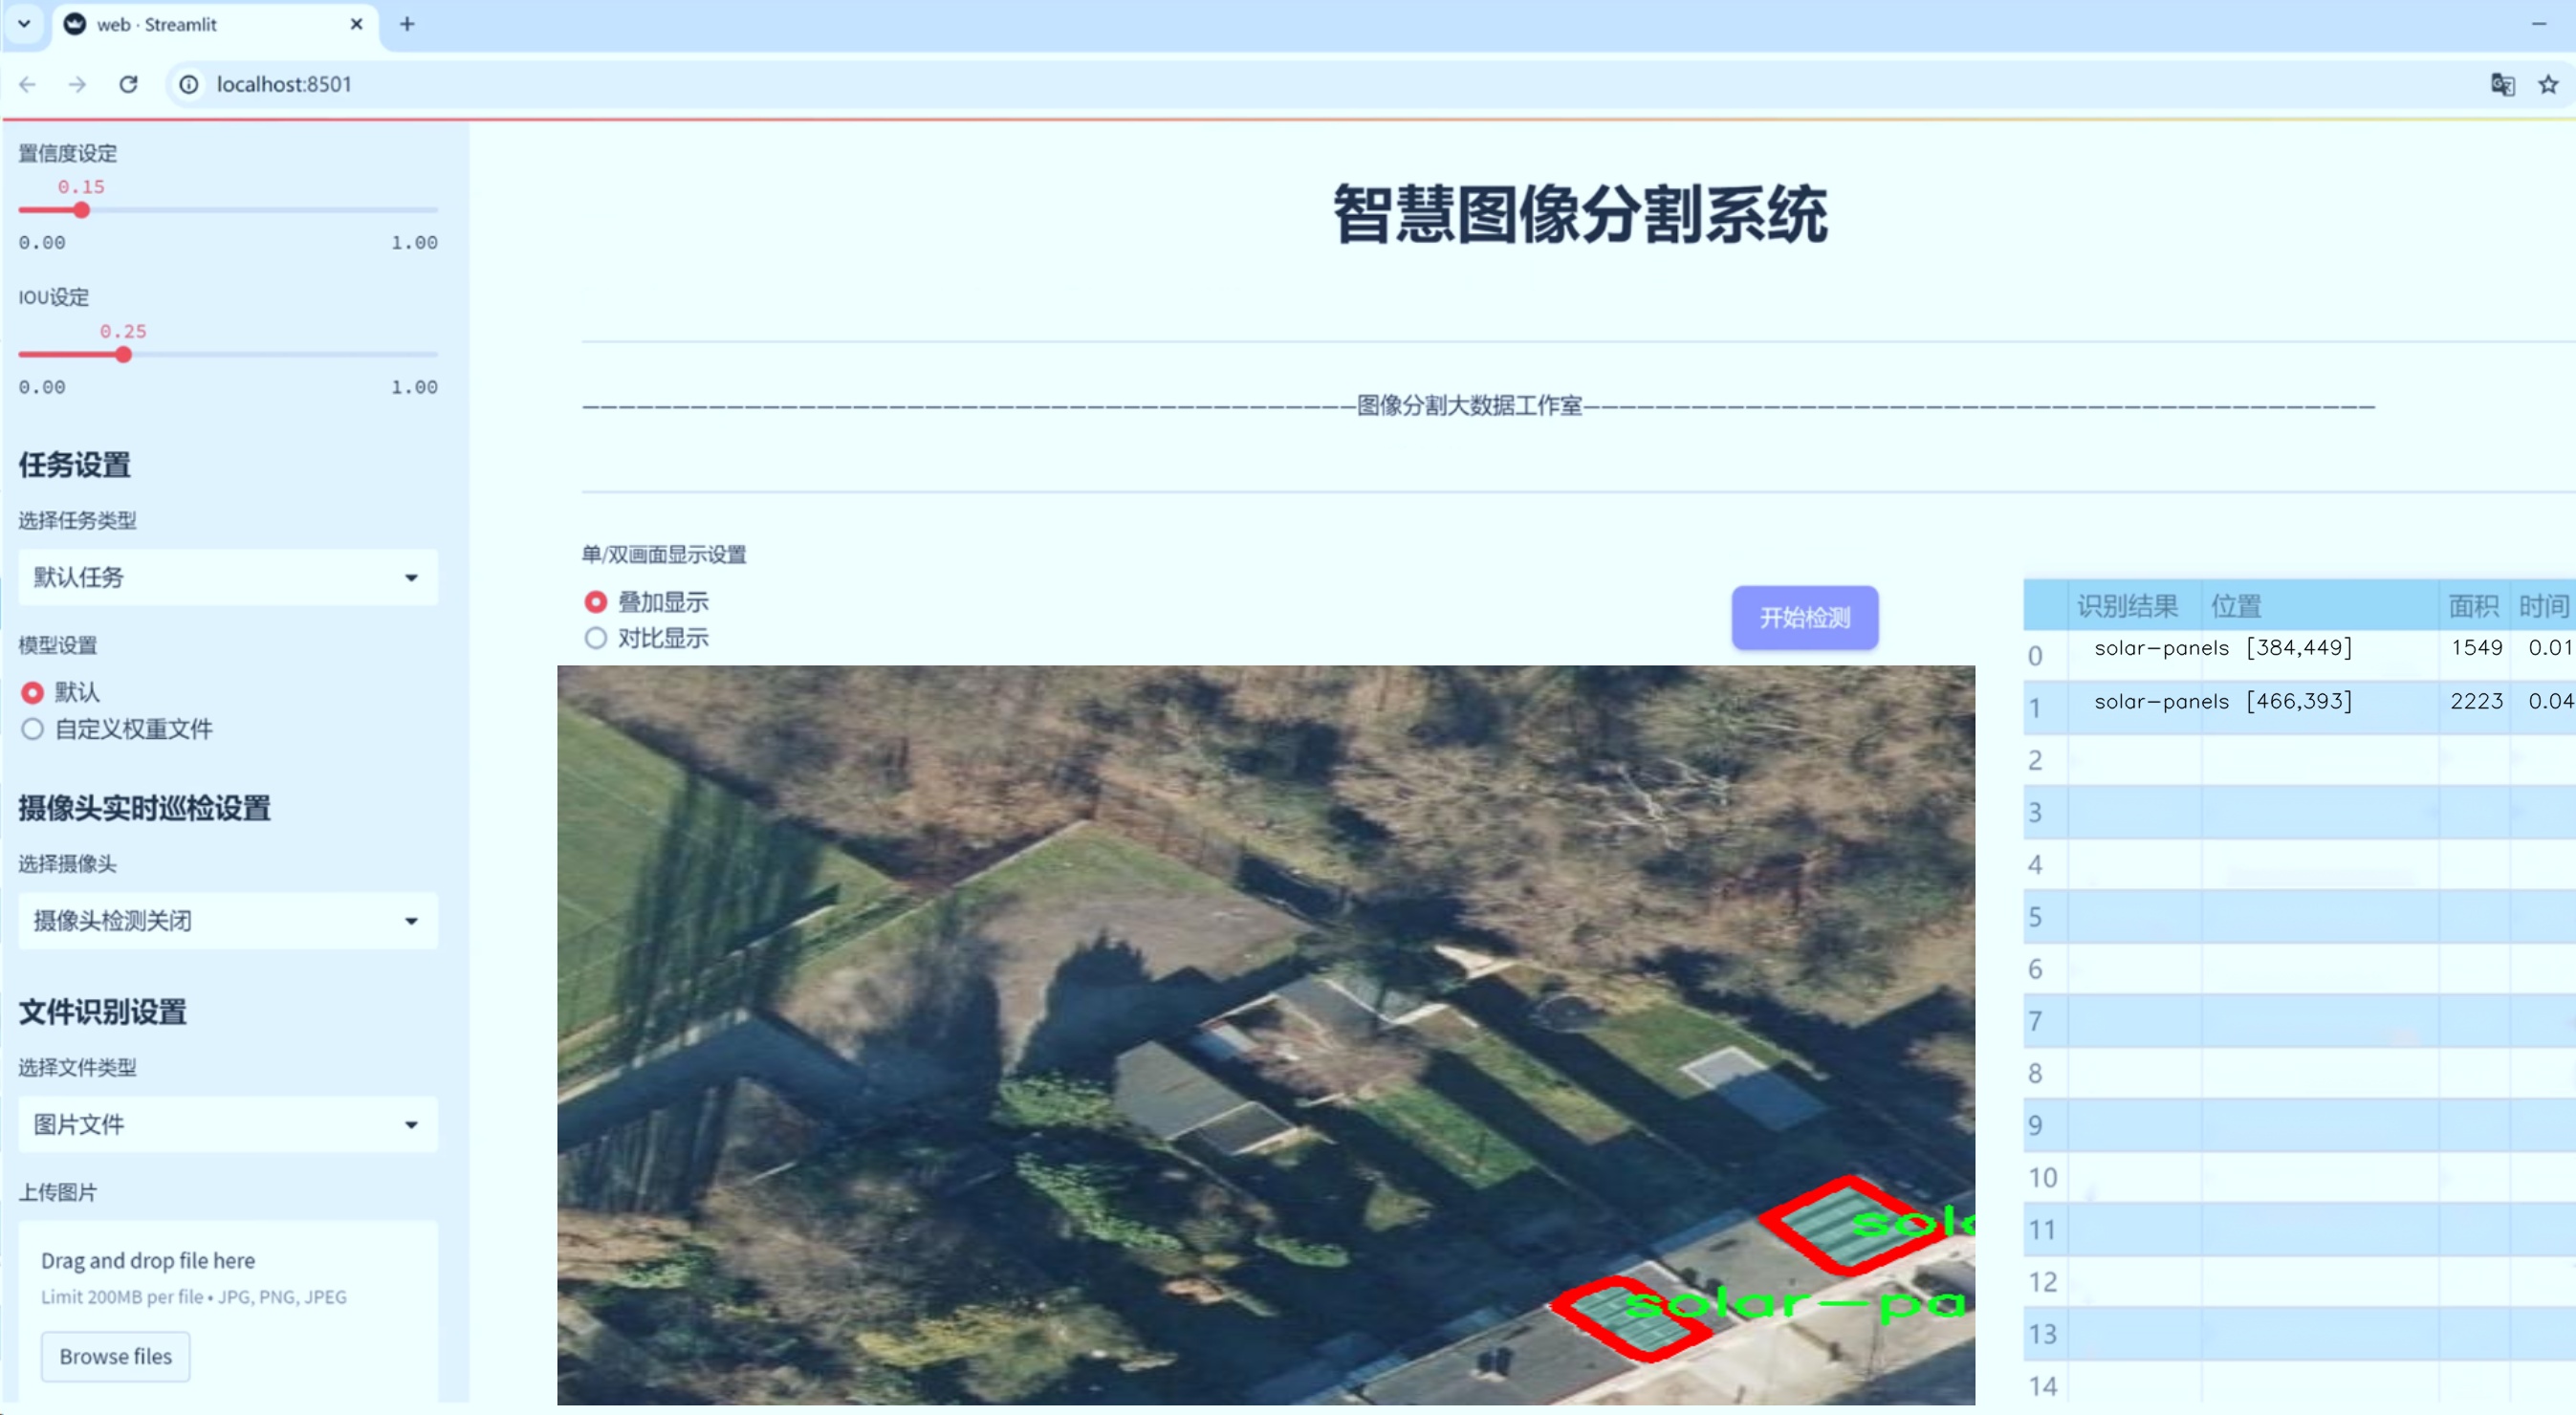 web · Streamlit
localhost:8501
置信度设定
0.15
0.00 1.00
IOU设定
0.25
0.00 1.00
任务设置
选择任务类型
默认任务
模型设置
默认
自定义权重文件
摄像头实时巡检设置
选择摄像头
摄像头检测关闭
文件识别设置
选择文件类型
图片文件
上传图片
Drag and drop file here
Limit 200MB per file • JPG, PNG, JPEG
Browse files
智慧图像分割系统
———————————————————————————————————————————图像分割大数据工作室————————————————————————————————————————————
单/双画面显示设置
叠加显示
对比显示
开始检测
sola
solar-pa
识别结果 位置 面积 时间
0 solar-panels [384,449] 1549 0.01
1 solar-panels [466,393] 2223 0.04
2
3
4
5
6
7
8
9
10
11
12
13
14